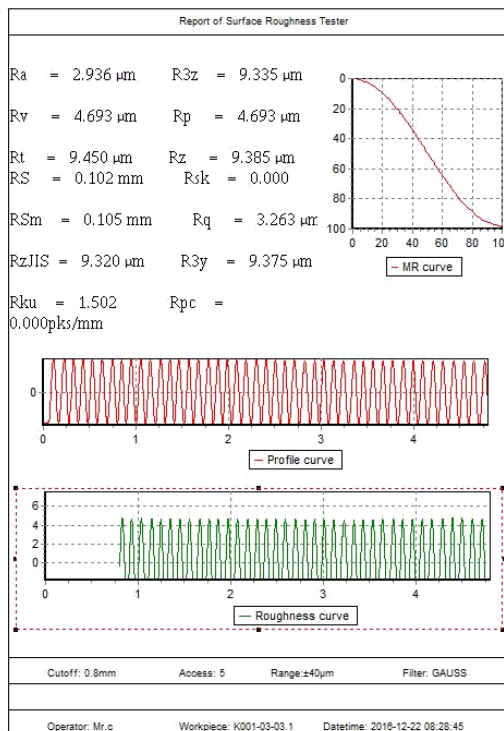 Report of Surface Roughness Tester
Ra = 2.936 μm R3z = 9.335 μm
Rv = 4.693 μm Rp = 4.693 μm
Rt = 9.450 μm Rz = 9.385 μm
RS = 0.102 mm Rsk = 0.000
RSm = 0.105 mm Rq = 3.263 μm
RzJIS = 9.320 μm R3y = 9.375 μm
Rku = 1.502 Rpc =
0.000pks/mm
0
20
40
60
80
100
0 20 40 60 80 100
MR curve
0
0 1 2 3 4
Profile curve
6
4
2
0
0 1 2 3 4
Roughness curve
Cutoff: 0.8mm Access: 5 Range:±40μm Filter: GAUSS
Operator: Mr.c Workpiece: K001-03-03.1 Datetime: 2016-12-22 08:28:45